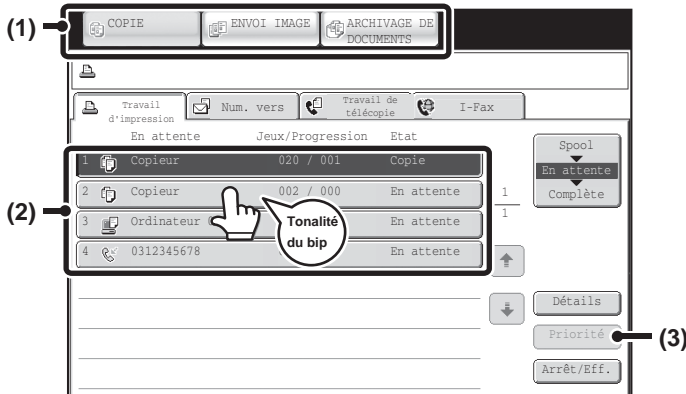 (1)
COPIE
ENVOI IMAGE
ARCHIVAGE DE
DOCUMENTS
Travail
d'impression
Num. vers
Travail de
télécopie
I-Fax
En attente Jeux/Progression Etat
1 Copieur 020 / 001 Copie
2 Copieur 002 / 000 En attente
3 Ordinateur En attente
4 0312345678 En attente
(2)
Tonalité
du bip
1
1
Spool
En attente
Complète
Détails
Priorité
(3)
Arrêt/Eff.